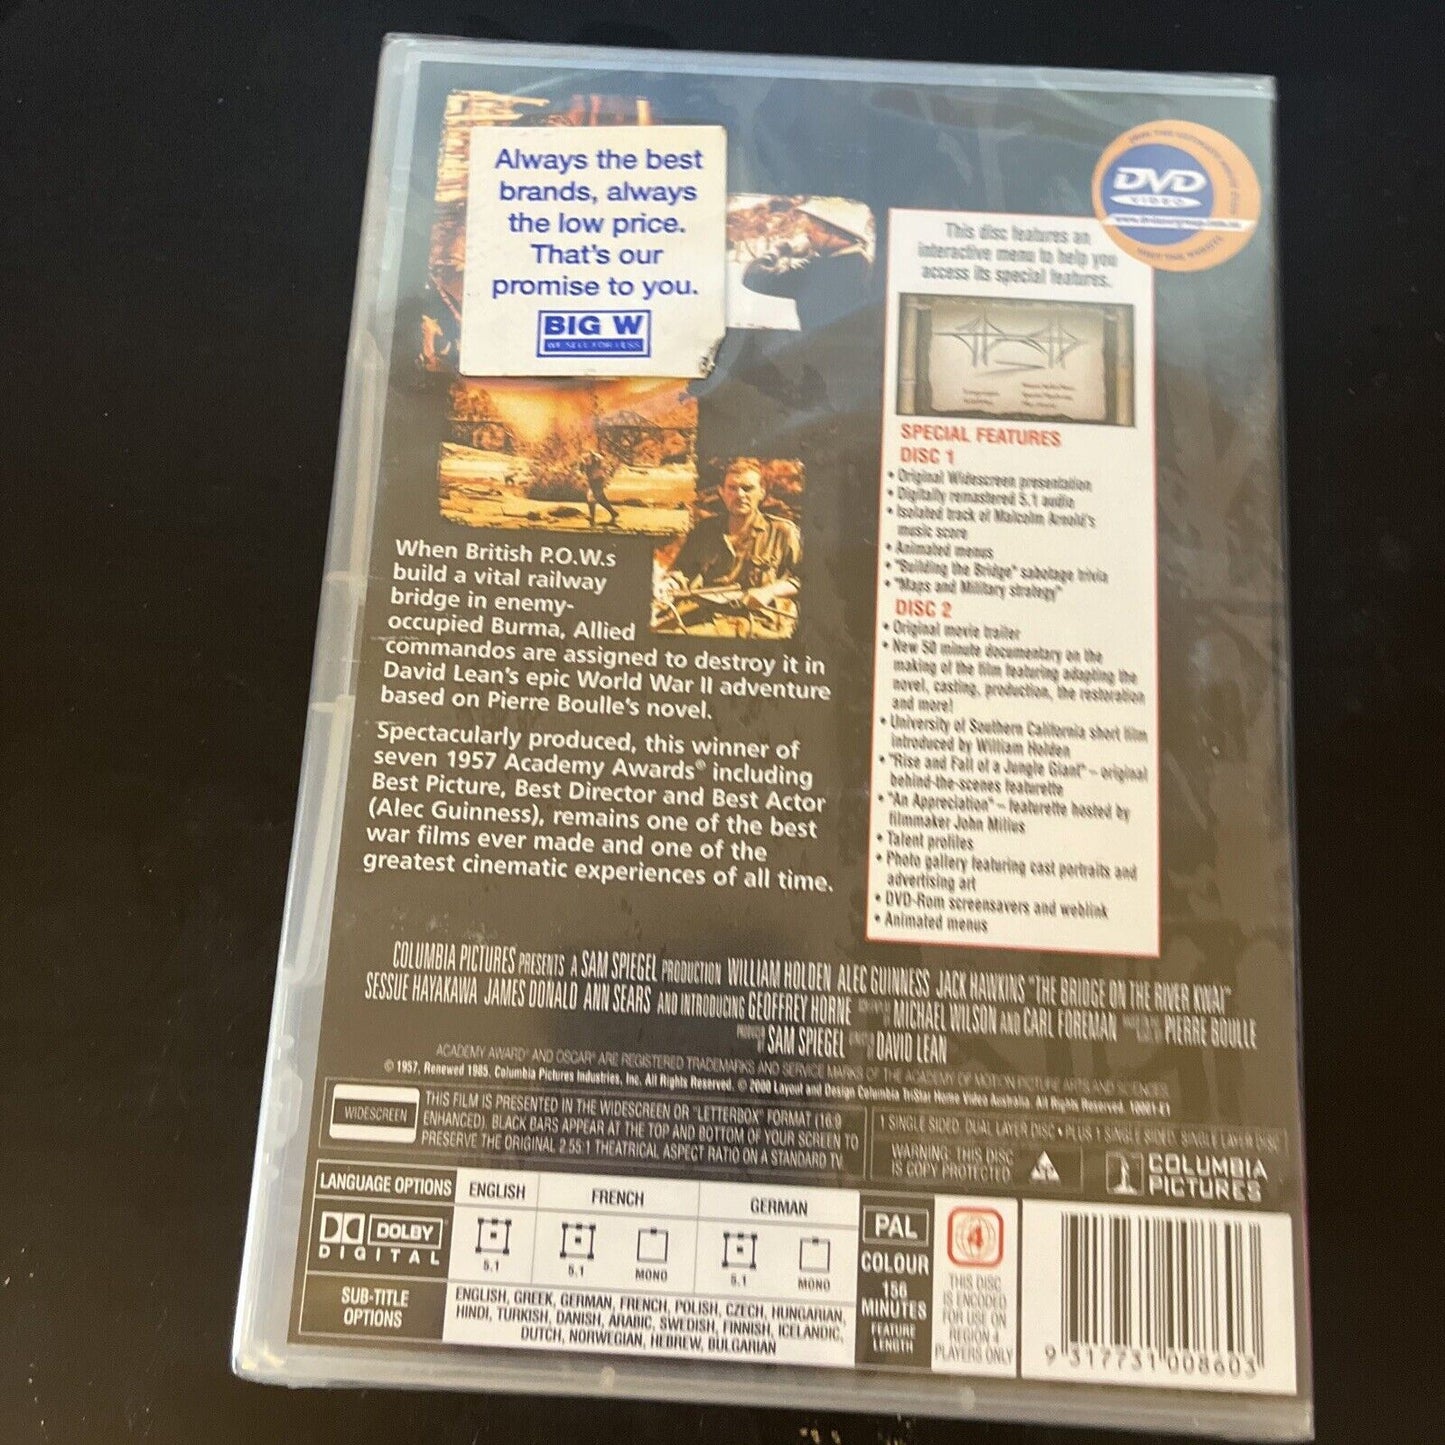 Always the best
brands, always
the low price.
That's our
promise to you.
BIG W
WE SELL FOR LESS
DVD
VIDEO
VISIT THIS WEBSITE
This disc features an
interactive menu to help you
access its special features.
SPECIAL FEATURES
DISC 1
• Original Widescreen presentation
• Digitally remastered 5.1 audio
• Isolated track of Malcolm Arnold's
music score
• Animated menus
• "Building the Bridge" sabotage trivia
• "Maps and Military strategy"
DISC 2
• Original movie trailer
• New 50 minute documentary on the
making of the film featuring adapting the
novel, casting, production, the restoration
and more!
• University of Southern California short film
introduced by William Holden
• "Rise and Fall of a Jungle Giant" – original
behind-the-scenes featurette
• "An Appreciation" – featurette hosted by
filmmaker John Milius
• Talent profiles
• Photo gallery featuring cast portraits and
advertising art
• DVD-Rom screensavers and weblink
• Animated menus
When British P.O.W.s
build a vital railway
bridge in enemy-
occupied Burma, Allied
commandos are assigned to destroy it in
David Lean's epic World War II adventure
based on Pierre Boulle's novel.
Spectacularly produced, this winner of
seven 1957 Academy Awards® including
Best Picture, Best Director and Best Actor
(Alec Guinness), remains one of the best
war films ever made and one of the
greatest cinematic experiences of all time.
COLUMBIA PICTURES PRESENTS A SAM SPIEGEL PRODUCTION WILLIAM HOLDEN ALEC GUINNESS JACK HAWKINS "THE BRIDGE ON THE RIVER KWAI"
SESSUE HAYAKAWA JAMES DONALD ANN SEARS AND INTRODUCING GEOFFREY HORNE MICHAEL WILSON AND CARL FOREMAN PIERRE BOULLE
PRODUCED BY SAM SPIEGEL DIRECTED BY DAVID LEAN
ACADEMY AWARD® AND OSCAR® ARE REGISTERED TRADEMARKS AND SERVICE MARKS OF THE ACADEMY OF MOTION PICTURE ARTS AND SCIENCES.
© 1957, Renewed 1985, Columbia Pictures Industries, Inc. All Rights Reserved. © 2000 Layout and Design Columbia TriStar Home Video Australia. All Rights Reserved. 10001-E1
WIDESCREEN
THIS FILM IS PRESENTED IN THE WIDESCREEN OR "LETTERBOX" FORMAT (16:9
ENHANCED). BLACK BARS APPEAR AT THE TOP AND BOTTOM OF YOUR SCREEN TO
PRESERVE THE ORIGINAL 2.55:1 THEATRICAL ASPECT RATIO ON A STANDARD TV.
1 SINGLE SIDED, DUAL LAYER DISC • PLUS 1 SINGLE SIDED, SINGLE LAYER DISC
WARNING: THIS DISC
IS COPY PROTECTED
COLUMBIA
PICTURES
LANGUAGE OPTIONS
ENGLISH
FRENCH
GERMAN
DOLBY
DIGITAL
5.1
5.1
MONO
5.1
MONO
SUB-TITLE
OPTIONS
ENGLISH, GREEK, GERMAN, FRENCH, POLISH, CZECH, HUNGARIAN,
HINDI, TURKISH, DANISH, ARABIC, SWEDISH, FINNISH, ICELANDIC,
DUTCH, NORWEGIAN, HEBREW, BULGARIAN
PAL
COLOUR
156
MINUTES
FEATURE
LENGTH
4
THIS DISC
IS ENCODED
FOR USE ON
REGION 4
PLAYERS ONLY
9 317731 008603